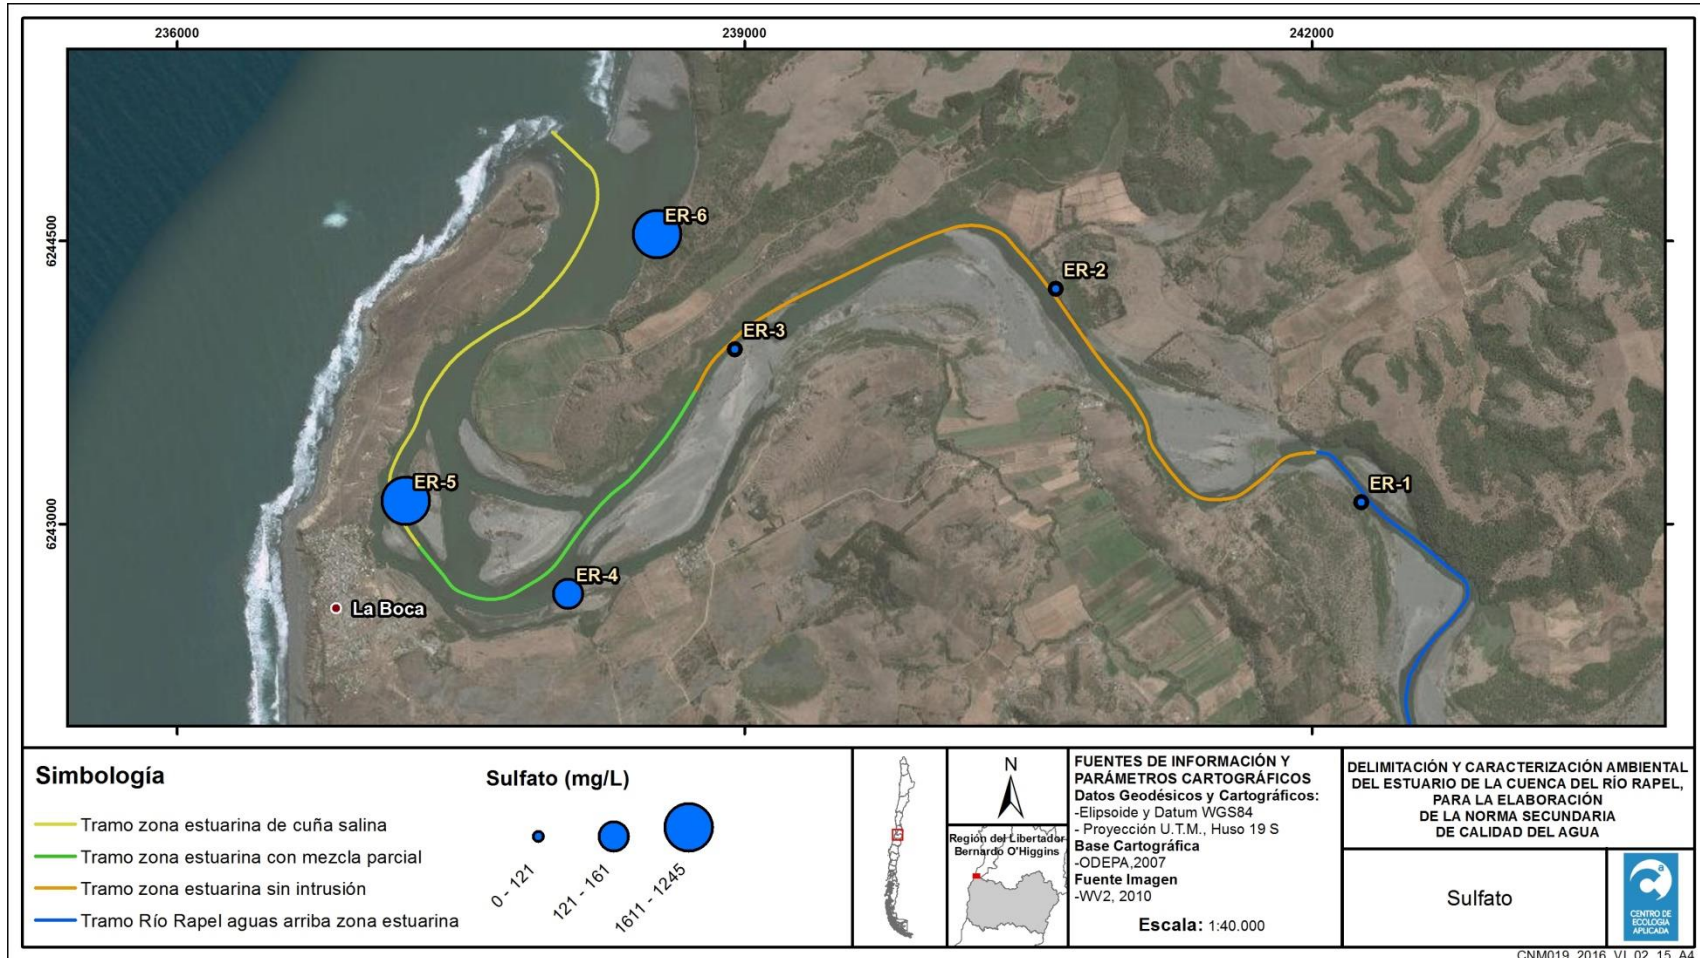 236000
239000
242000
6244500
6243000
ER-6
ER-2
ER-3
ER-5
ER-1
ER-4
La Boca
Simbología
Tramo zona estuarina de cuña salina
Tramo zona estuarina con mezcla parcial
Tramo zona estuarina sin intrusión
Tramo Río Rapel aguas arriba zona estuarina
Sulfato (mg/L)
0 - 121
121 - 161
1611 - 1245
N
Región del Libertador
Bernardo O'Higgins
FUENTES DE INFORMACIÓN Y
PARÁMETROS CARTOGRÁFICOS
Datos Geodésicos y Cartográficos:
-Elipsoide y Datum WGS84
- Proyección U.T.M., Huso 19 S
Base Cartográfica
-ODEPA,2007
Fuente Imagen
-WV2, 2010
Escala: 1:40.000
DELIMITACIÓN Y CARACTERIZACIÓN AMBIENTAL
DEL ESTUARIO DE LA CUENCA DEL RÍO RAPEL,
PARA LA ELABORACIÓN
DE LA NORMA SECUNDARIA
DE CALIDAD DEL AGUA
Sulfato
a
CENTRO DE
ECOLOGIA
APLICADA
CNM019_2016_VI_02_15_A4